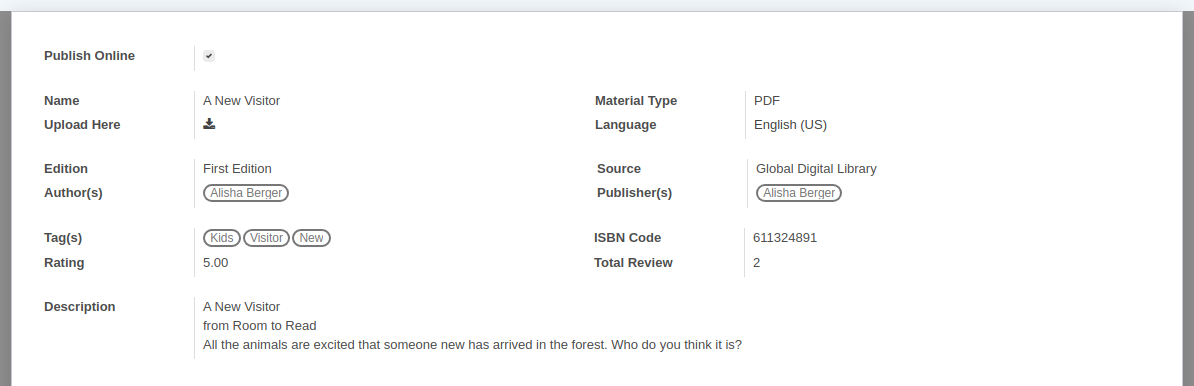 Publish Online
Name A New Visitor Material Type PDF
Upload Here Language English (US)
Edition First Edition Source Global Digital Library
Author(s) Alisha Berger Publisher(s) Alisha Berger
Tag(s) Kids Visitor New ISBN Code 611324891
Rating 5.00 Total Review 2
Description A New Visitor
from Room to Read
All the animals are excited that someone new has arrived in the forest. Who do you think it is?